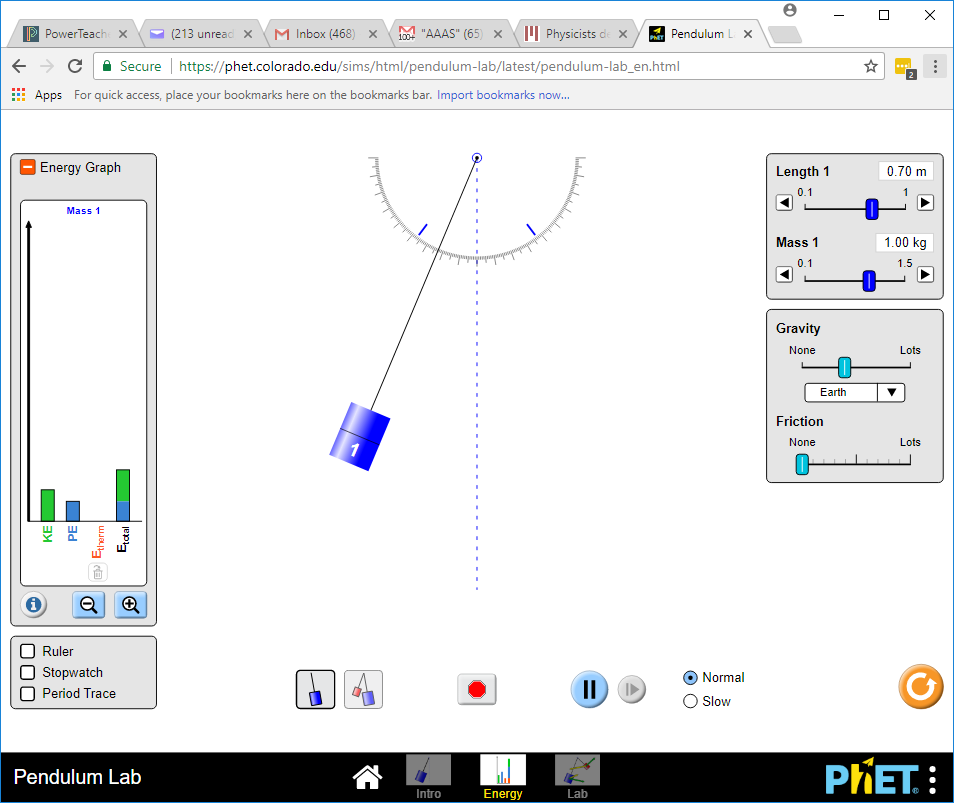 PowerTeach
(213 unread
Inbox (468)
100+ "AAAS" (65)
Physicists de
Pendulum L
Secure https://phet.colorado.edu/sims/html/pendulum-lab/latest/pendulum-lab_en.html
2
Apps For quick access, place your bookmarks here on the bookmarks bar. Import bookmarks now...
Energy Graph
Mass 1
KE PE Etherm Etotal
Ruler
Stopwatch
Period Trace
1
Length 1 0.70 m
0.1 1
Mass 1 1.00 kg
0.1 1.5
Gravity
None Lots
Earth
Friction
None Lots
Normal
Slow
Pendulum Lab
Intro
Energy
Lab
PhET